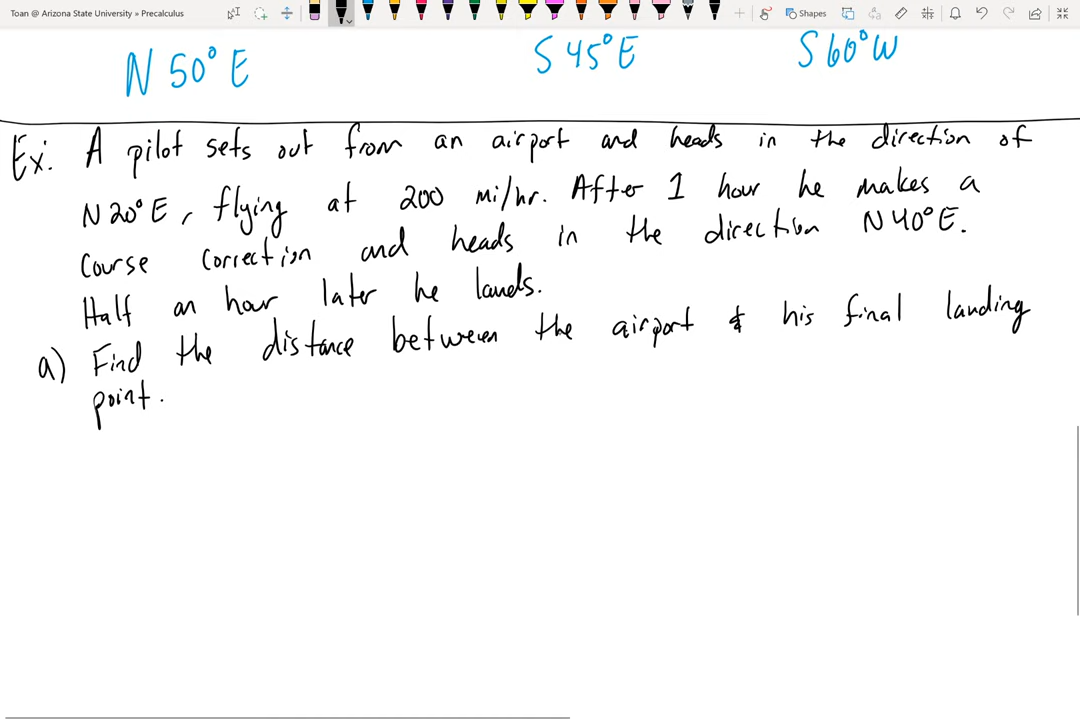 Toan @ Arizona State University » Precalculus
Shapes
N 50° E
S 45° E
S 60° W
Ex: A pilot sets out from an airport and heads in the direction of
N 20° E, flying at 200 mi/hr. After 1 hour he makes a
course correction and heads in the direction N 40° E.
Half an hour later he lands.
a) Find the distance between the airport & his final landing
point.